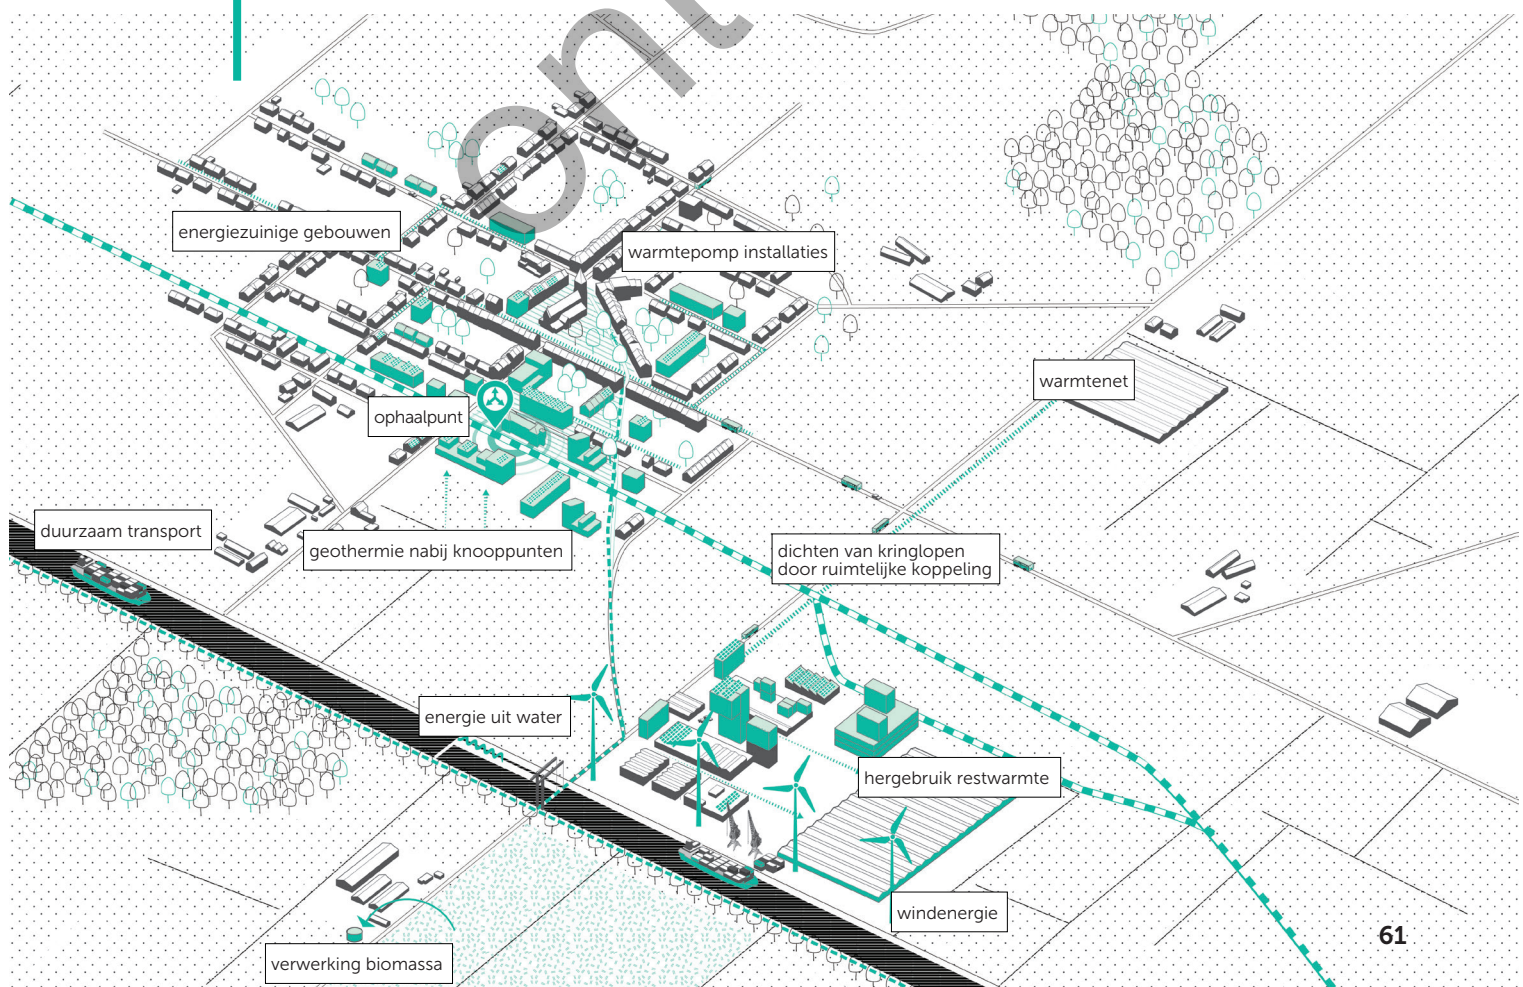 ont
energiezuinige gebouwen
warmtepomp installaties
warmtenet
ophaalpunt
duurzaam transport
geothermie nabij knooppunten
dichten van kringlopen
door ruimtelijke koppeling
energie uit water
hergebruik restwarmte
windenergie
verwerking biomassa
61